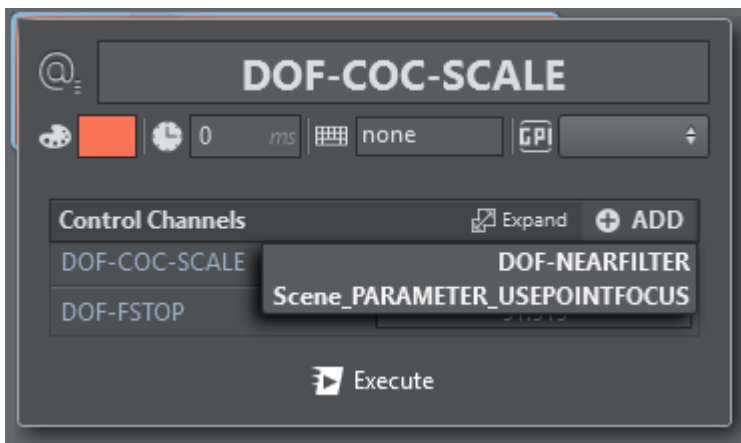 @
DOF-COC-SCALE
0 ms none GPI
Control Channels Expand ADD
DOF-COC-SCALE DOF-NEARFILTER
Scene_PARAMETER_USEPOINTFOCUS
DOF-FSTOP
Execute